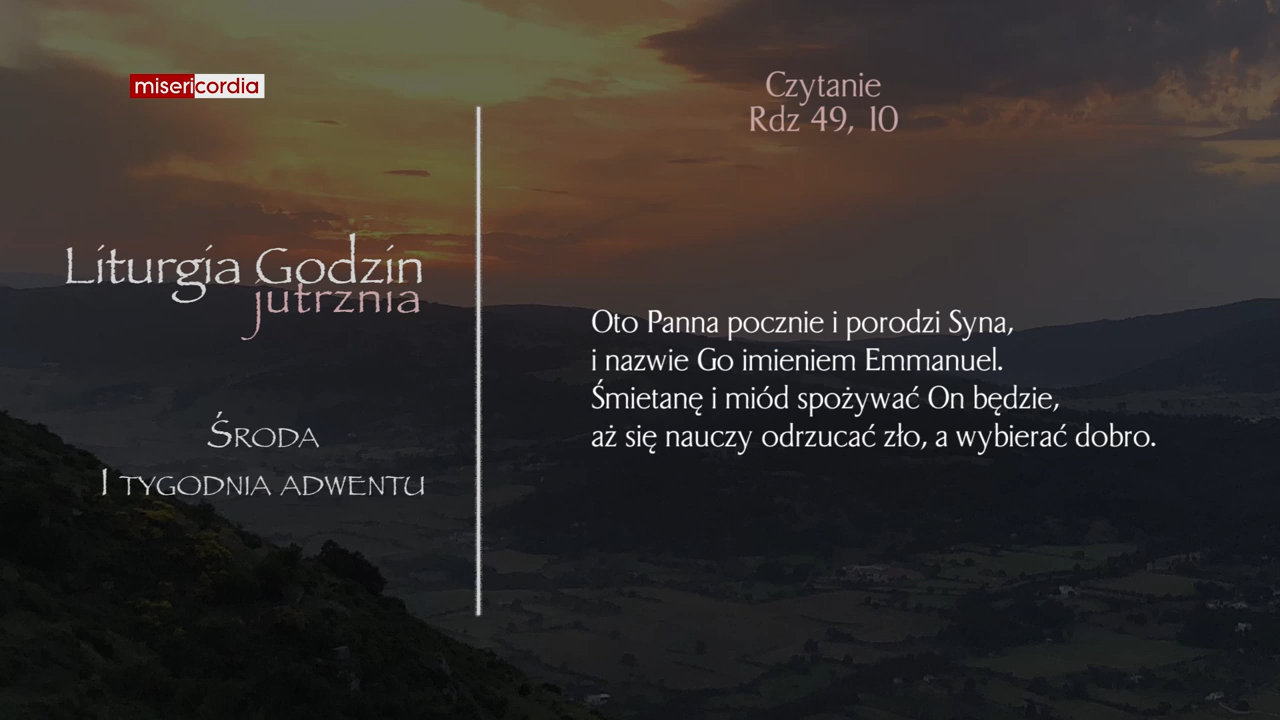 misericordia
Liturgia Godzin
jutrznia
Środa
I tygodnia adwentu
Czytanie
Rdz 49, 10
Oto Panna pocznie i porodzi Syna,
i nazwie Go imieniem Emmanuel.
Śmietanę i miód spożywać On będzie,
aż się nauczy odrzucać zło, a wybierać dobro.